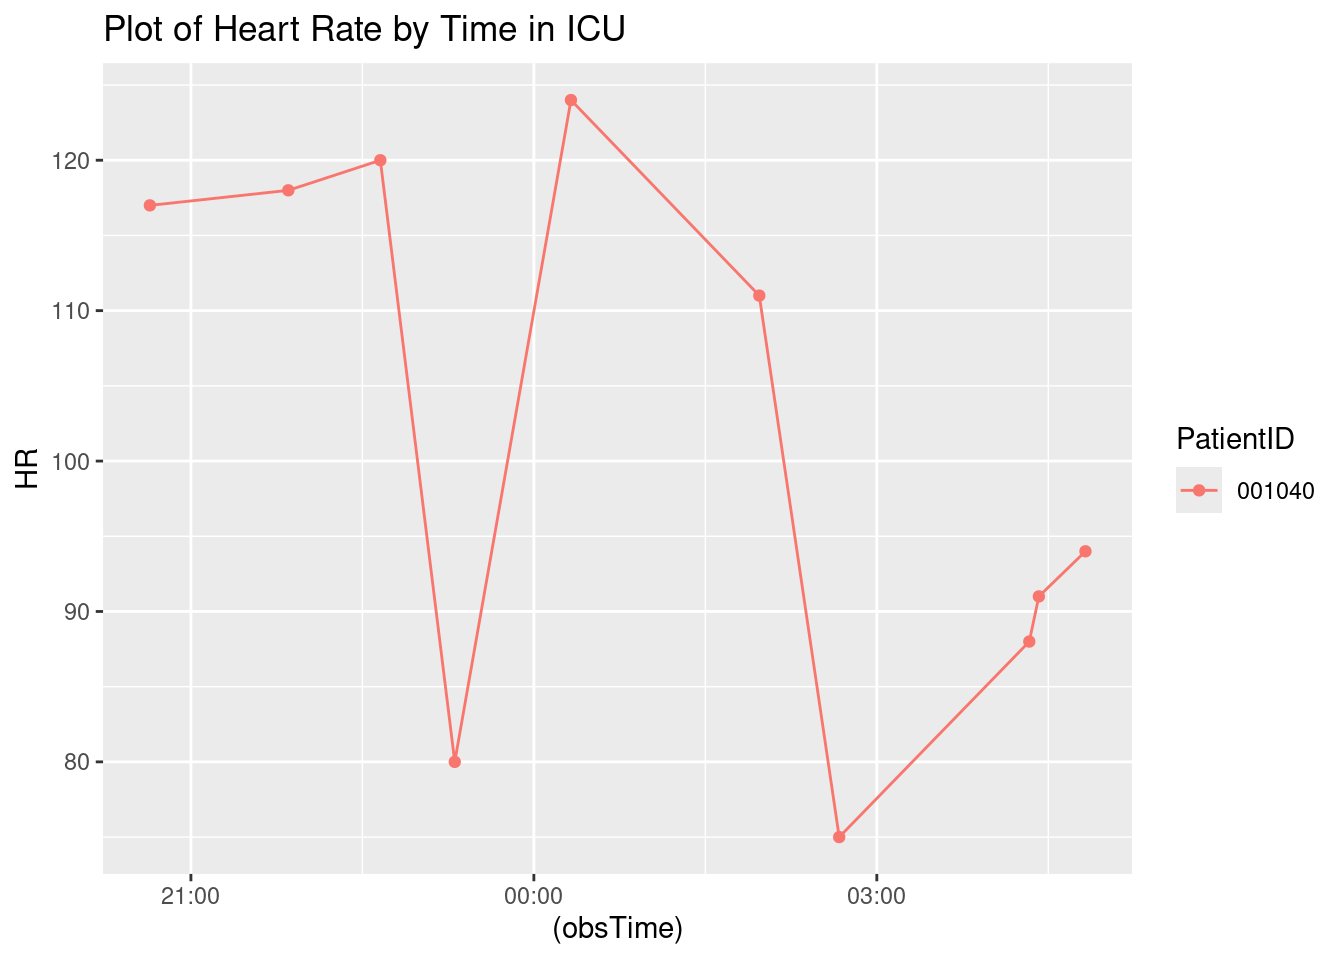 Plot of Heart Rate by Time in ICU
120
110
100
90
80
HR
21:00
00:00
03:00
(obsTime)
PatientID
001040